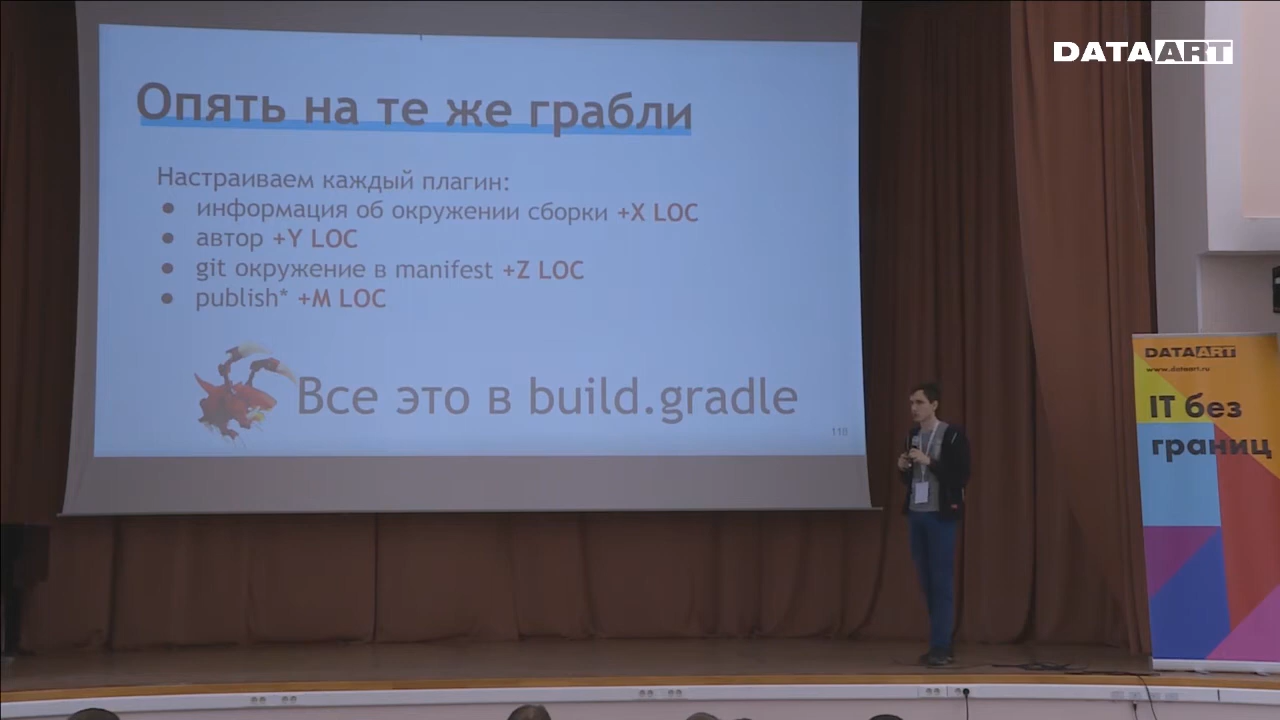 DATAART
Опять на те же грабли
Настраиваем каждый плагин:
● информация об окружении сборки +X LOC
● автор +Y LOC
● git окружение в manifest +Z LOC
● publish* +M LOC
Все это в build.gradle
118
DATAART
www.dataart.ru
IT без
границ